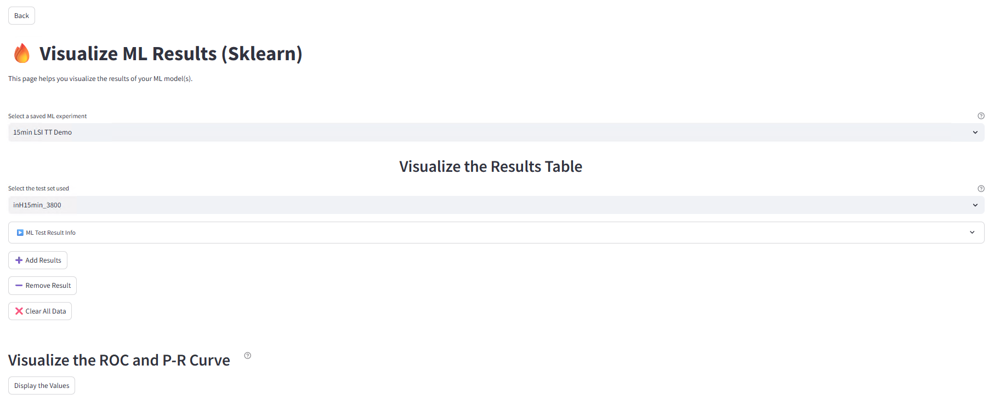 Back
Visualize ML Results (Sklearn)
This page helps you visualize the results of your ML model(s).
Select a saved ML experiment
15min LSI TT Demo
Visualize the Results Table
Select the test set used
inH15min_3800
ML Test Result Info
Add Results
Remove Result
Clear All Data
Visualize the ROC and P-R Curve
Display the Values